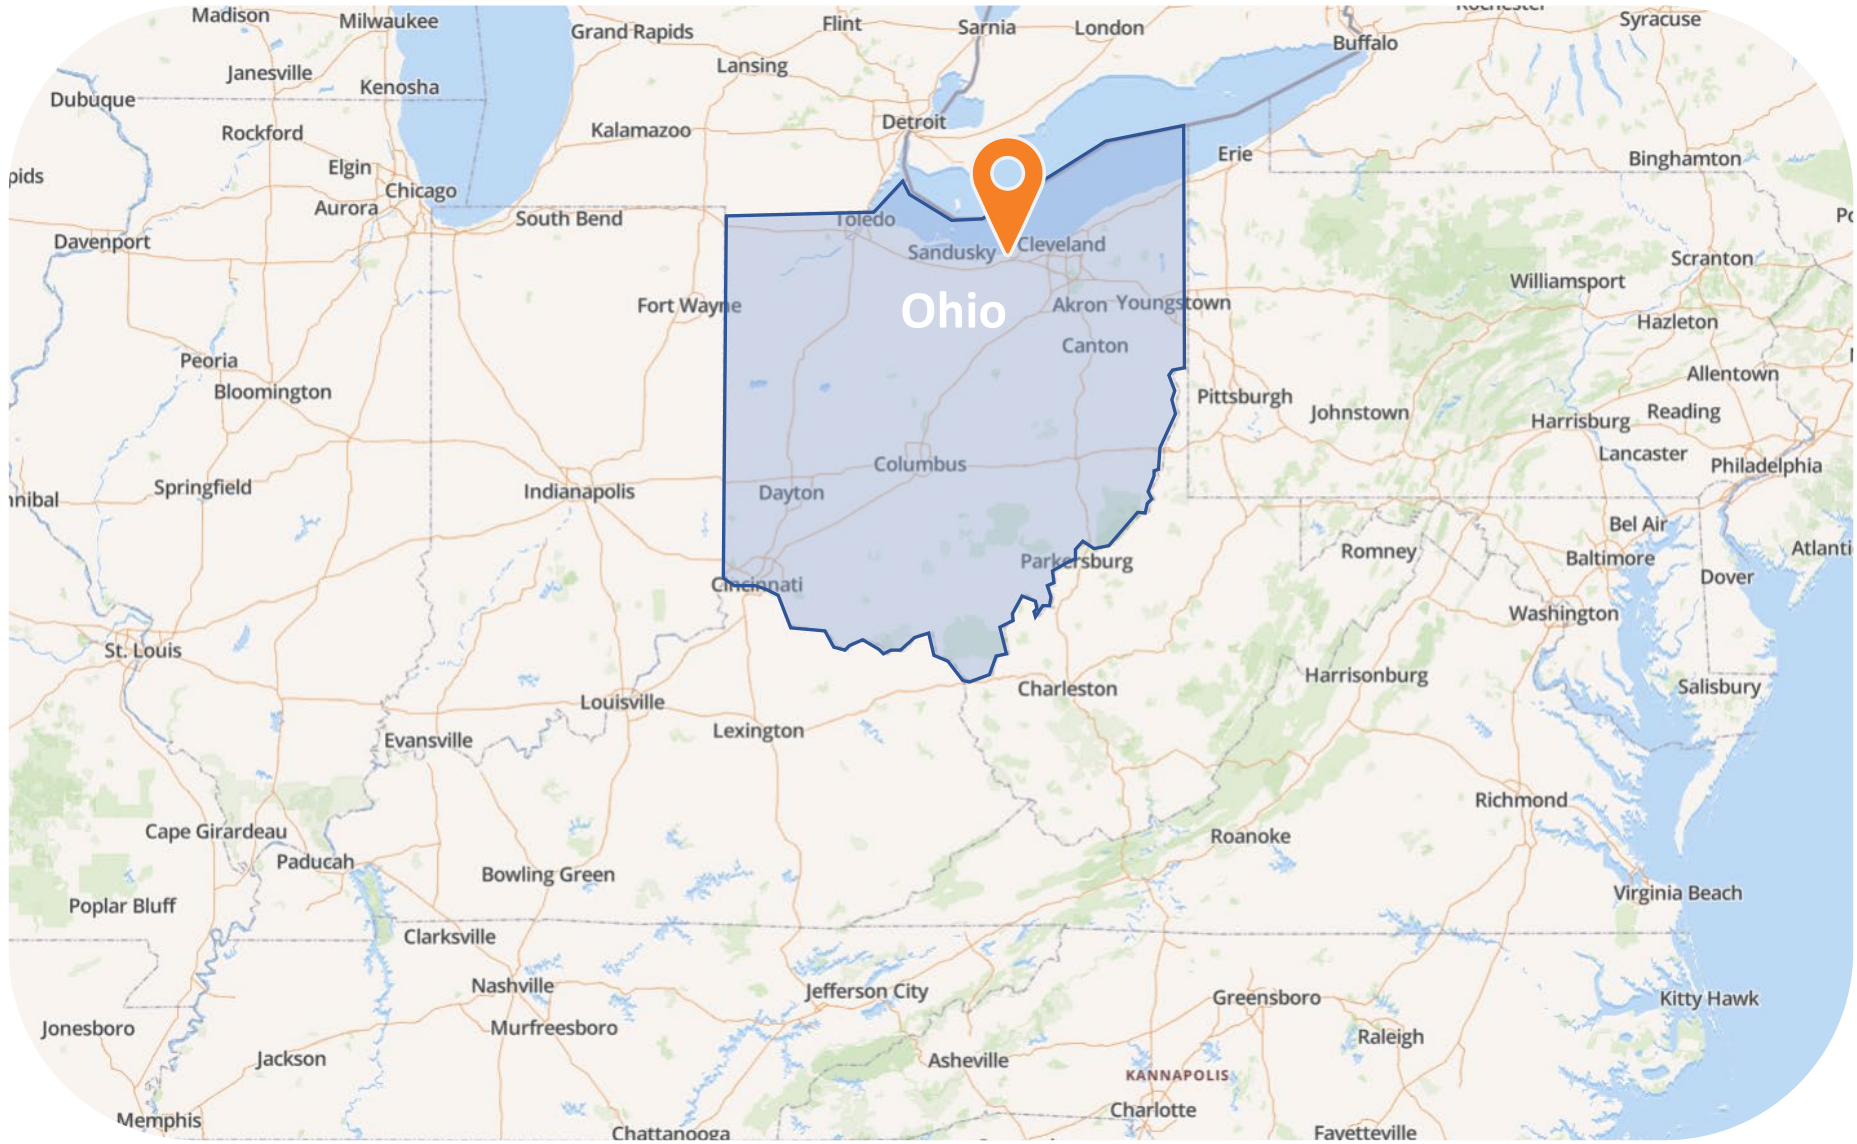 Madison
Milwaukee
Grand Rapids
Flint
Sarnia
London
Rochester
Syracuse
Buffalo
Janesville
Kenosha
Lansing
Dubuque
Detroit
Rockford
Kalamazoo
Erie
Binghamton
Elgin
pids
Chicago
Aurora
South Bend
Toledo
Davenport
Sandusky
Cleveland
Scranton
Williamsport
Fort Wayne
Ohio
Akron
Youngstown
Hazleton
Canton
Peoria
Bloomington
Allentown
Pittsburgh
Johnstown
Harrisburg
Reading
Lancaster
Columbus
Philadelphia
Springfield
Indianapolis
Dayton
nnibal
Bel Air
Romney
Baltimore
Atlanti
Parkersburg
Cincinnati
Dover
Washington
St. Louis
Harrisonburg
Louisville
Charleston
Salisbury
Evansville
Lexington
Richmond
Cape Girardeau
Roanoke
Paducah
Bowling Green
Virginia Beach
Poplar Bluff
Clarksville
Nashville
Jefferson City
Greensboro
Kitty Hawk
Jonesboro
Murfreesboro
Raleigh
Jackson
Asheville
KANNAPOLIS
Memphis
Charlotte
Chattanooga
Fayetteville